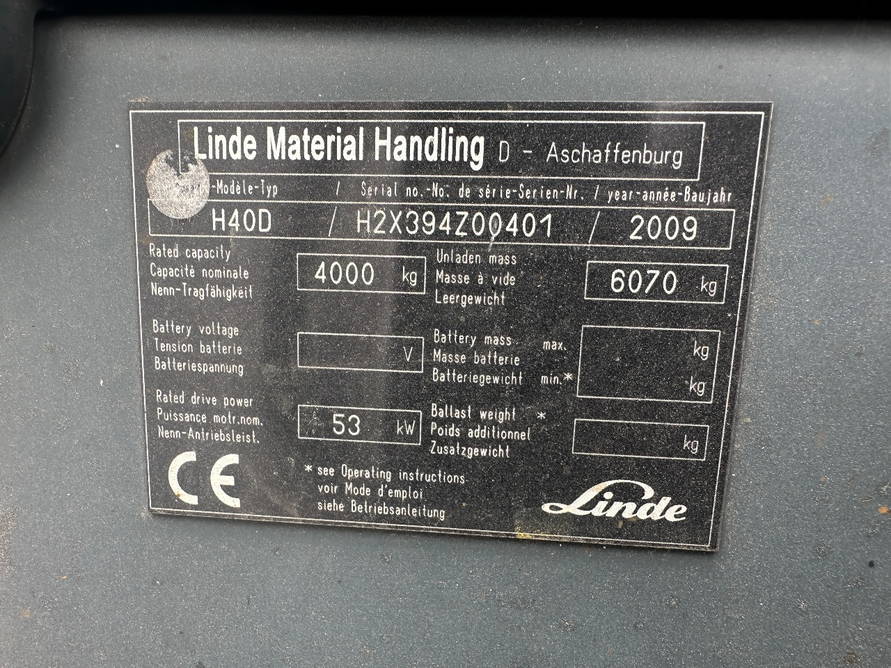 Linde Material Handling D - Aschaffenburg
-Modèle-Typ / Serial no.-No. de série-Serien-Nr. / year-année-Baujahr
H40D / H2X394Z00401 / 2009
Rated capacity
Capacité nominale
Nenn-Tragfähigkeit
4000 kg
Unladen mass
Masse à vide
Leergewicht
6070 kg
Battery voltage
Tension batterie
Batteriespannung
V
Battery mass max.
Masse batterie
Batteriegewicht min.*
kg
kg
Rated drive power
Puissance motr.nom.
Nenn-Antriebsleist.
53 kW
Ballast weight *
Poids additionnel
Zusatzgewicht
kg
CE
* see Operating instructions
voir Mode d'emploi
siehe Betriebsanleitung
Linde